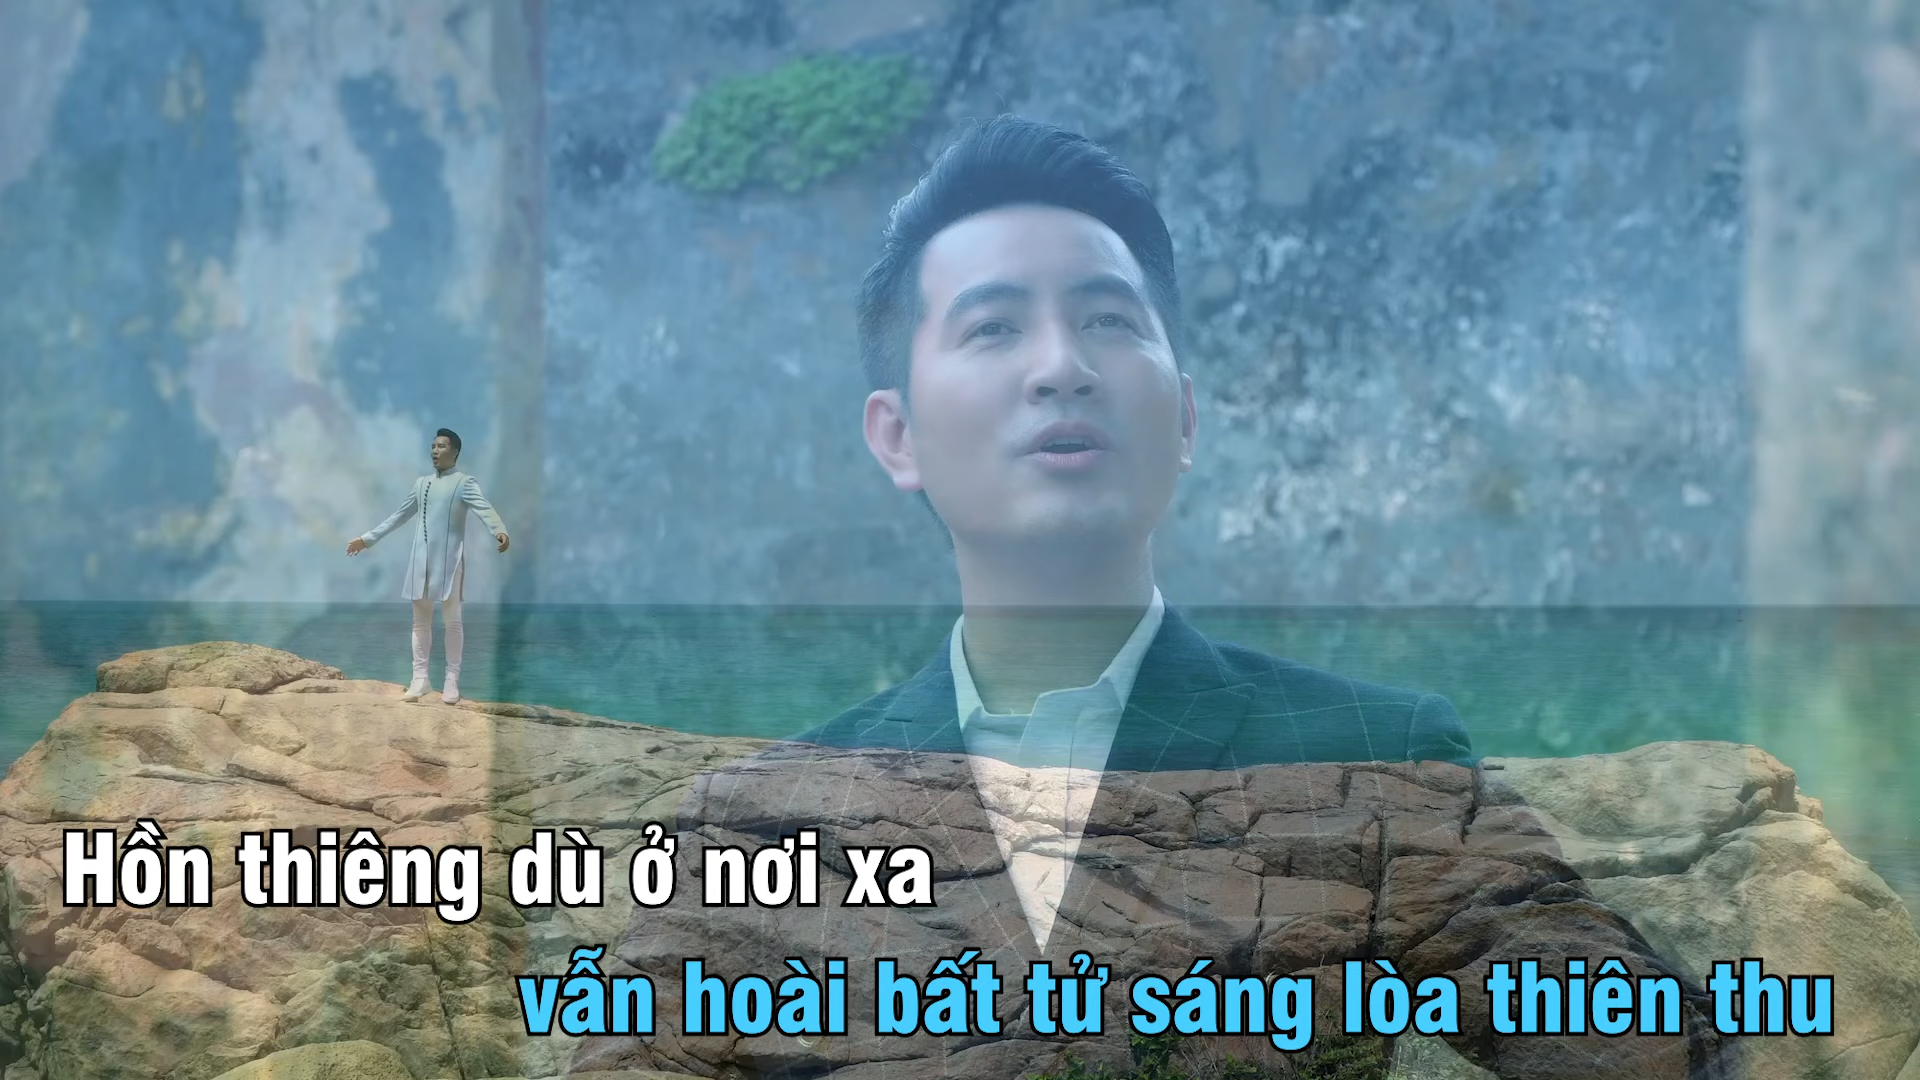 Hồn thiêng dù ở nơi xa
vẫn hoài bất tử sáng lòa thiên thu